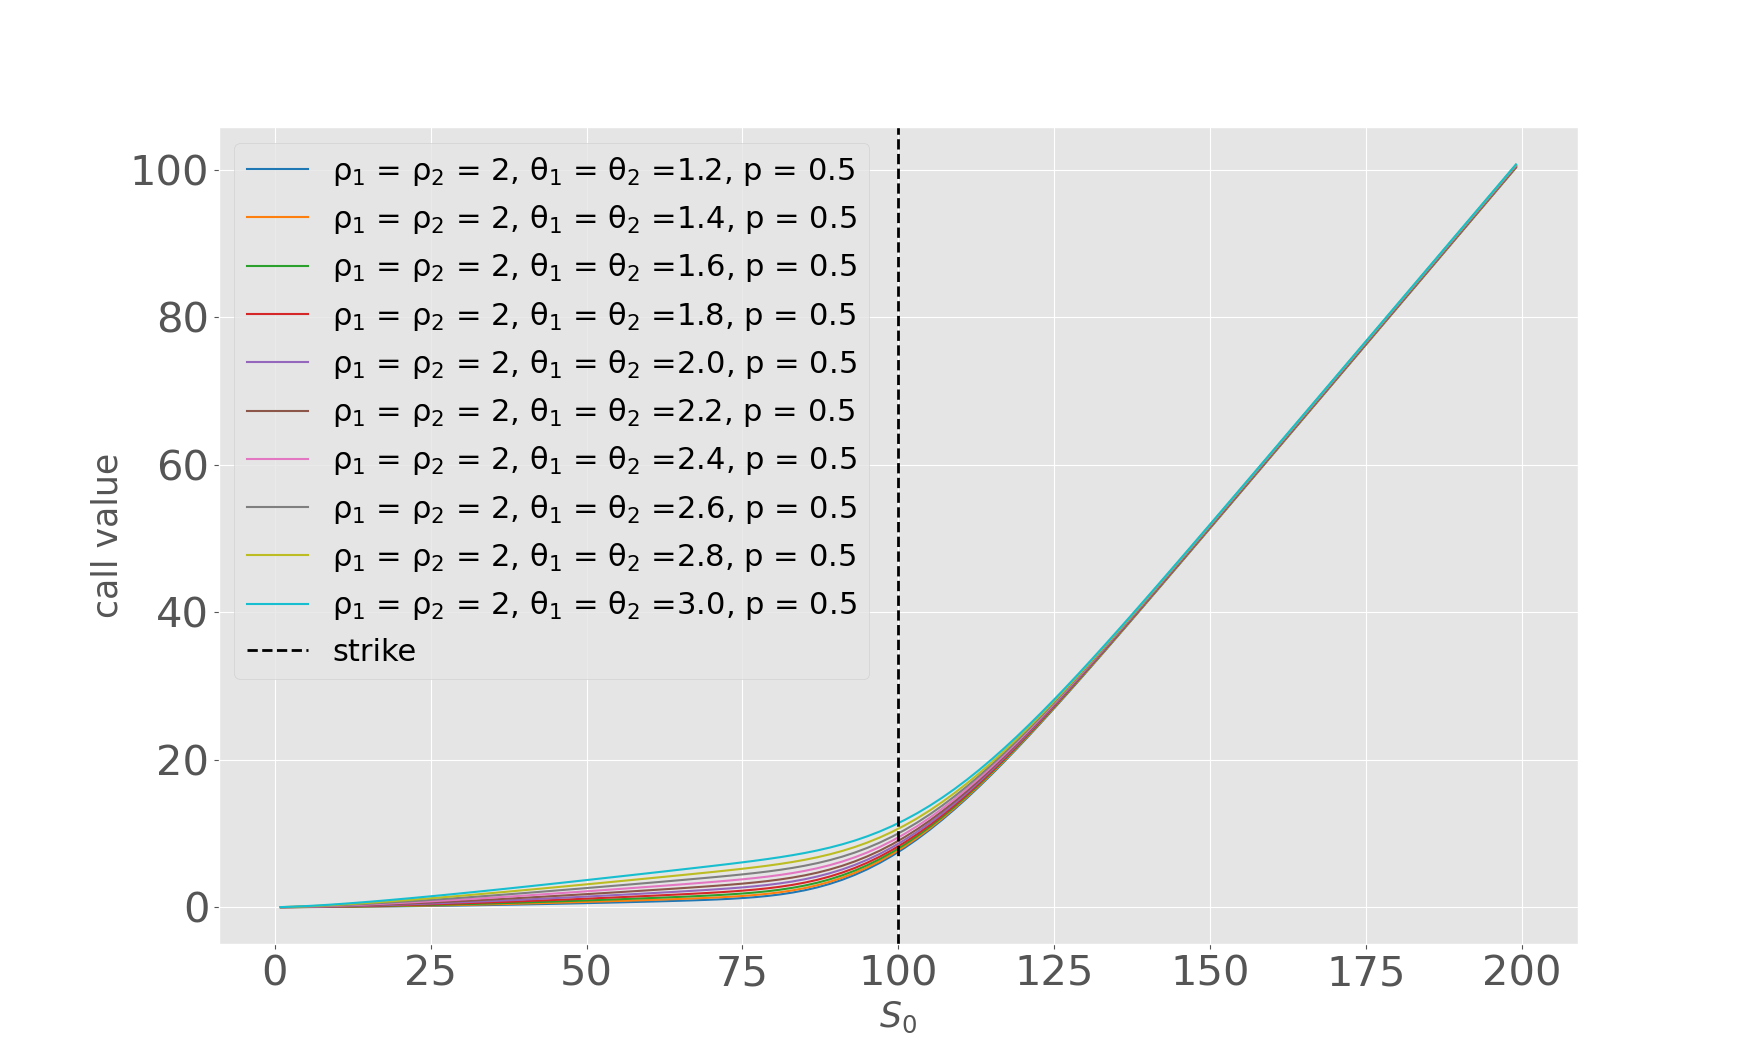 ρ₁ = ρ₂ = 2, θ₁ = θ₂ =1.2, p = 0.5
ρ₁ = ρ₂ = 2, θ₁ = θ₂ =1.4, p = 0.5
ρ₁ = ρ₂ = 2, θ₁ = θ₂ =1.6, p = 0.5
ρ₁ = ρ₂ = 2, θ₁ = θ₂ =1.8, p = 0.5
ρ₁ = ρ₂ = 2, θ₁ = θ₂ =2.0, p = 0.5
ρ₁ = ρ₂ = 2, θ₁ = θ₂ =2.2, p = 0.5
ρ₁ = ρ₂ = 2, θ₁ = θ₂ =2.4, p = 0.5
ρ₁ = ρ₂ = 2, θ₁ = θ₂ =2.6, p = 0.5
ρ₁ = ρ₂ = 2, θ₁ = θ₂ =2.8, p = 0.5
ρ₁ = ρ₂ = 2, θ₁ = θ₂ =3.0, p = 0.5
strike
100
80
60
40
20
0
call value
0 25 50 75 100 125 150 175 200
S₀